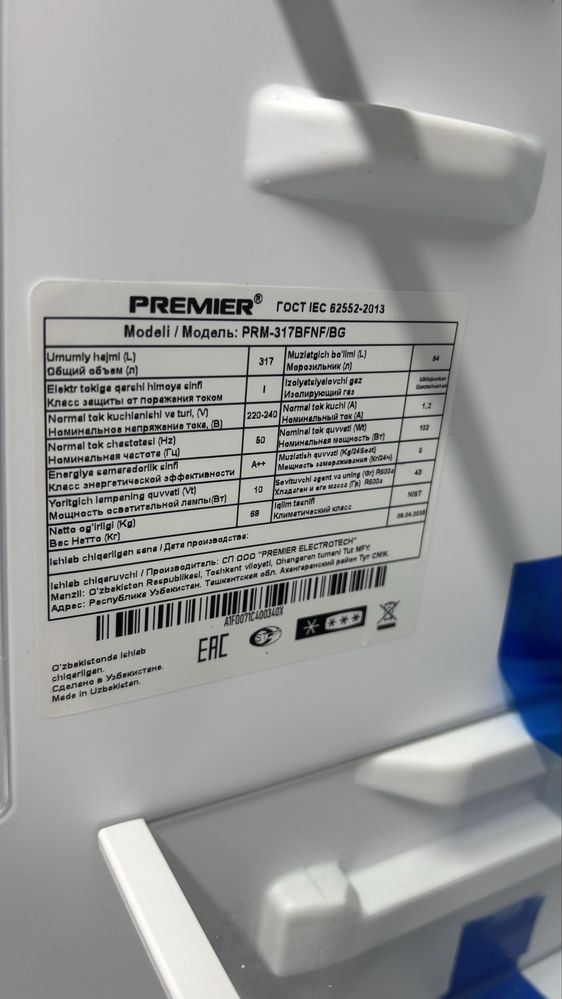 PREMIER® ГОСТ IEC 62552-2013
Modeli / Модель: PRM-317BFNF/BG
Umumiy hajmi (L)
Общий объем (л)
317
Muzlatgich bo'limi (L)
Морозильник (л)
84
Elektr tokiga qarshi himoya sinfi
Класс защиты от поражения током
I
Izolyatsiyalovchi gaz
Изолирующий газ
Normal tok kuchlanishi va turi, (V)
Номинальное напряжение тока, (В)
220-240
Normal tok kuchi (A)
Номинальный ток (А)
1,2
Normal tok chastotasi (Hz)
Номинальная частота (Гц)
50
Nominal tok quvvati (Wt)
Номинальная мощность (Вт)
102
Energiya samaradorlik sinfi
Класс энергетической эффективности
A++
Muzlatish quvvati (Kg/24Soat)
Мощность замораживания (Кг/24ч)
5
Yoritgich lampaning quvvati (Vt)
Мощность осветительной лампы(Вт)
10
Sovituvchi agent va uning (Gr) R600a
Хладаген и его масса (Гр) R600a
43
Netto og'irligi (Kg)
Вес Нетто (Кг)
69
Iqlim tasnifi
Климатический класс
N/ST
Ishlab chiqarilgan sana / Дата производства:
Ishlab chiqaruvchi / Производитель: СП ООО "PREMIER ELECTROTECH"
Manzil: O'zbekiston Respublikasi, Toshkent viloyati, Ohangaron tumani Tut MFY.
Адрес: Республика Узбекистан. Ташкентская обл. Ахангаранский район Тут СМЖ.
A1FD071C400340X
EAC
O'zbekistonda ishlab
chiqarilgan.
Сделано в Узбекистане.
Made in Uzbekistan.